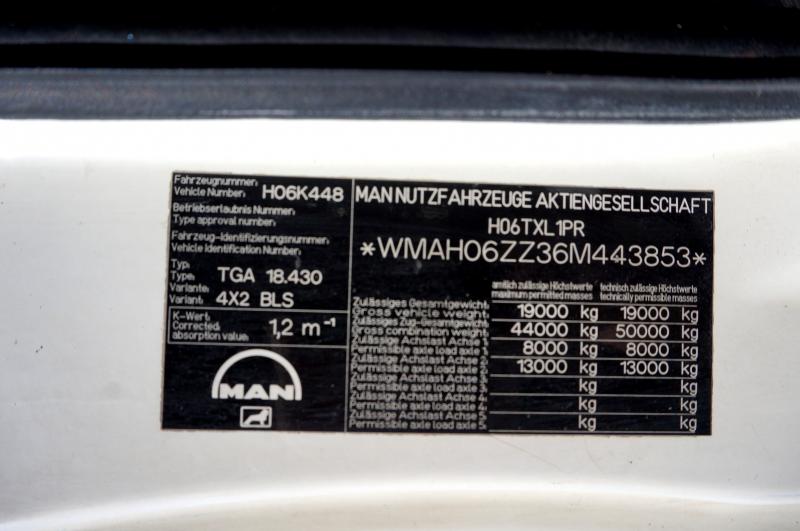 Fahrzeugnummer:
Vehicle Number: H06K448
Betriebserlaubnis Nummer:
Type approval number:
Fahrzeug-Identifizierungsnummer:
Vehicle Identification Number:
Typ:
Type: TGA 18.430
Variante:
Variant: 4X2 BLS
K-Wert:
Corrected
absorption value: 1,2 m⁻¹
MAN
MAN NUTZFAHRZEUGE AKTIENGESELLSCHAFT
H06TXL1PR
*WMAH06ZZ36M443853*
amtlich zulässige Höchstwerte technisch zulässige Höchstwerte
maximum permitted masses technically permissible masses
Zulässiges Gesamtgewicht:
Gross vehicle weight: 19000 kg 19000 kg
Zulässiges Zug-Gesamtgewicht:
Gross combination weight: 44000 kg 50000 kg
Zulässige Achslast Achse 1:
Permissible axle load axle 1: 8000 kg 8000 kg
Zulässige Achslast Achse 2:
Permissible axle load axle 2: 13000 kg 13000 kg
Zulässige Achslast Achse 3:
Permissible axle load axle 3: kg kg
Zulässige Achslast Achse 4:
Permissible axle load axle 4: kg kg
Zulässige Achslast Achse 5:
Permissible axle load axle 5: kg kg